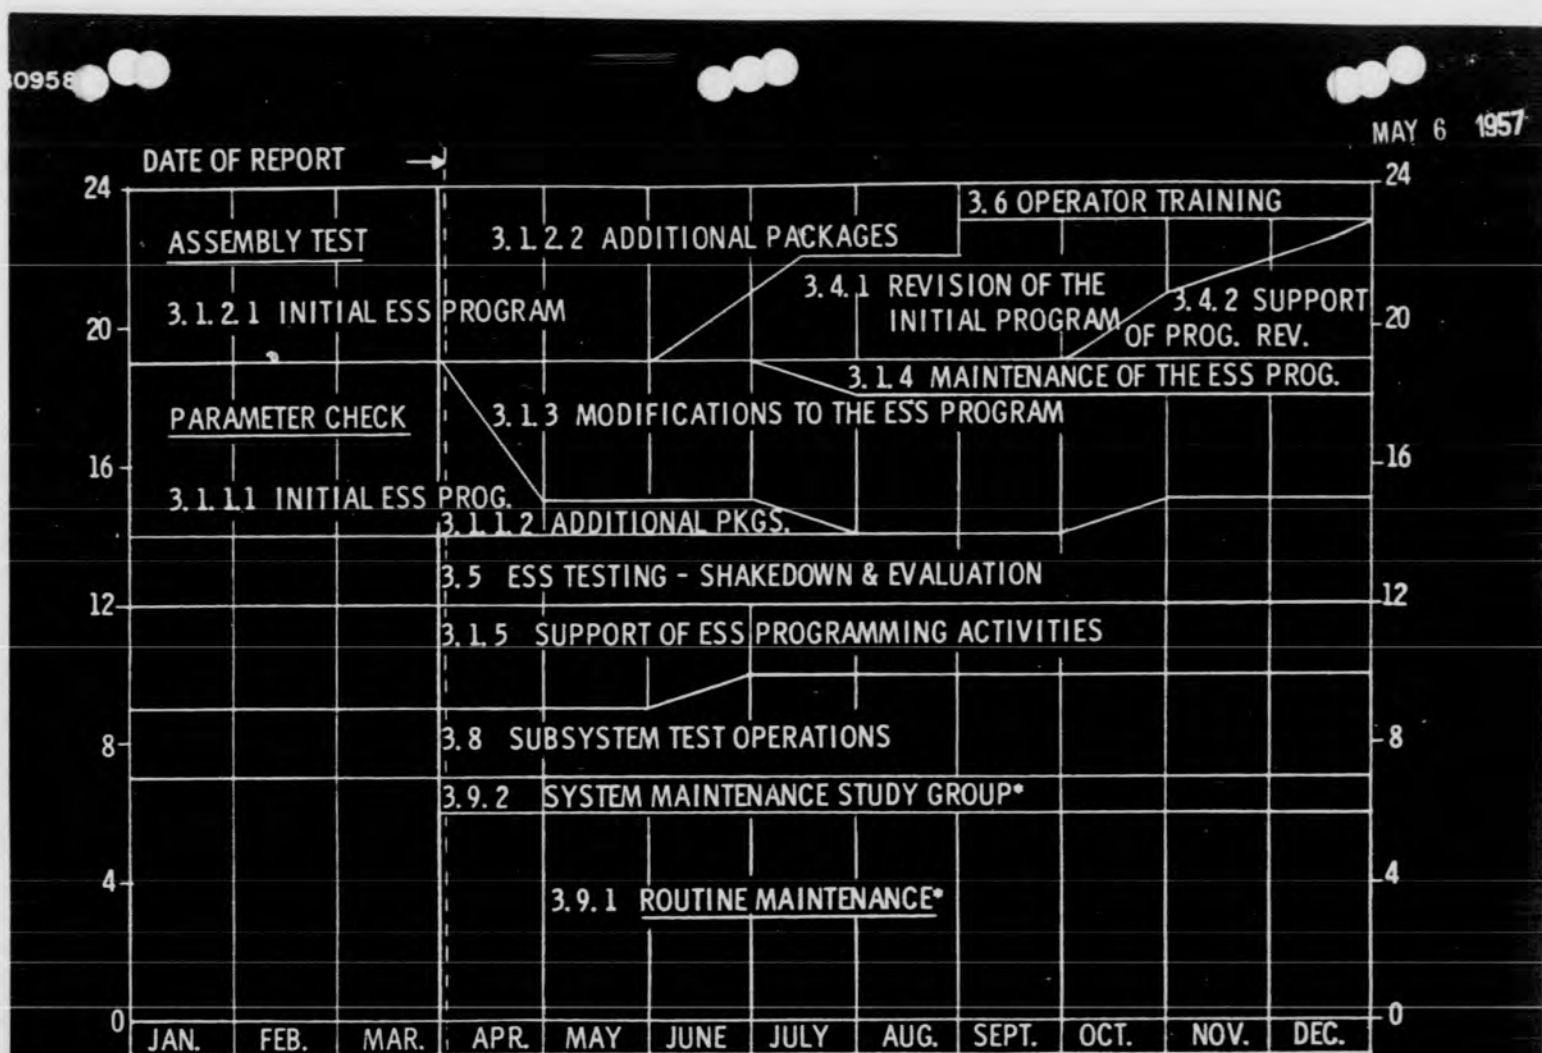 30958
MAY 6 1957
DATE OF REPORT →
24
24
3.6 OPERATOR TRAINING
ASSEMBLY TEST
3.1.2.2 ADDITIONAL PACKAGES
3.4.1 REVISION OF THE
INITIAL PROGRAM
3.4.2 SUPPORT
OF PROG. REV.
3.1.2.1 INITIAL ESS PROGRAM
20
20
3.1.4 MAINTENANCE OF THE ESS PROG.
PARAMETER CHECK
3.1.3 MODIFICATIONS TO THE ESS PROGRAM
16
16
3.1.1.1 INITIAL ESS PROG.
3.1.1.2 ADDITIONAL PKGS.
3.5 ESS TESTING - SHAKEDOWN & EVALUATION
12
12
3.1.5 SUPPORT OF ESS PROGRAMMING ACTIVITIES
3.8 SUBSYSTEM TEST OPERATIONS
8
8
3.9.2 SYSTEM MAINTENANCE STUDY GROUP*
4
4
3.9.1 ROUTINE MAINTENANCE*
0
0
JAN. FEB. MAR. APR. MAY JUNE JULY AUG. SEPT. OCT. NOV. DEC.